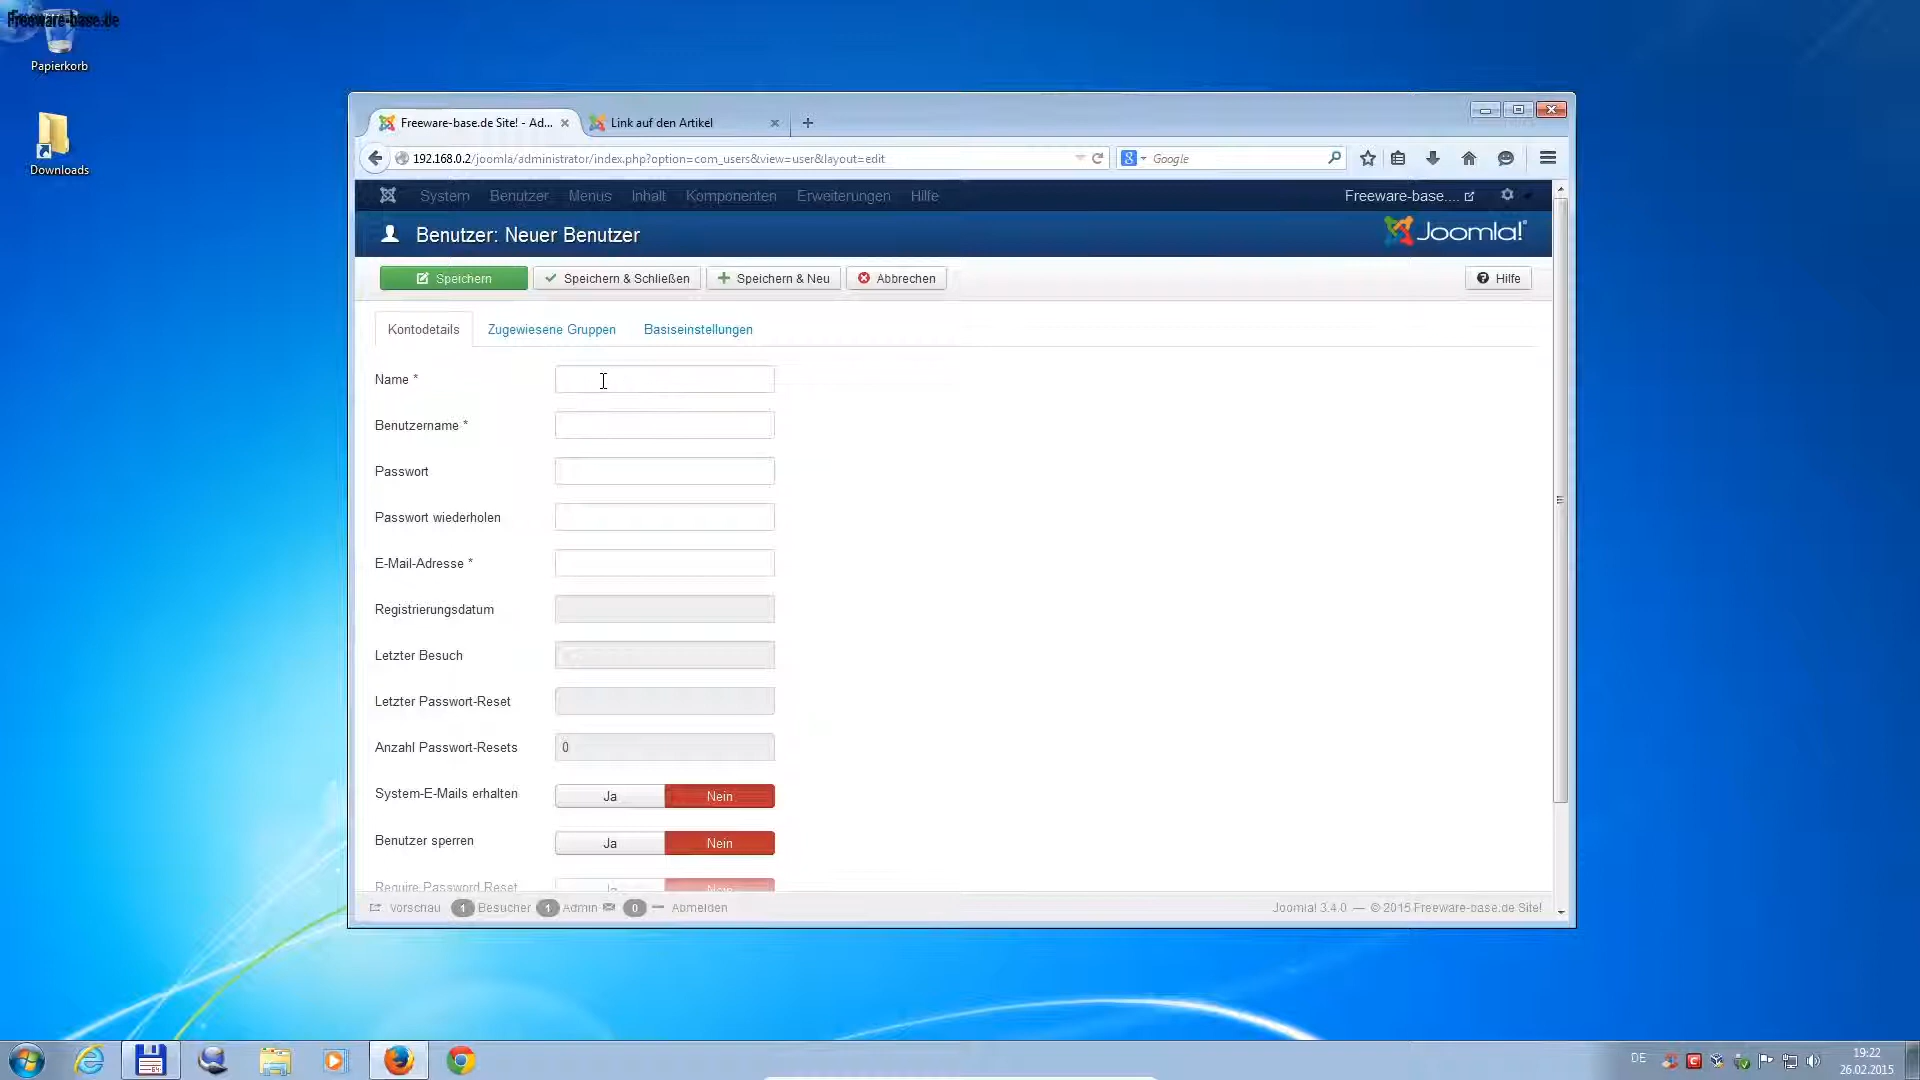 Freeware-base.de
Papierkorb
Downloads
Freeware-base.de Site! - Ad...
Link auf den Artikel
192.168.0.2/joomla/administrator/index.php?option=com_users&view=user&layout=edit
Google
System Benutzer Menus Inhalt Komponenten Erweiterungen Hilfe
Freeware-base....
Benutzer: Neuer Benutzer
Joomla!
Speichern
Speichern & Schließen
Speichern & Neu
Abbrechen
Hilfe
Kontodetails
Zugewiesene Gruppen
Basiseinstellungen
Name *
Benutzername *
Passwort
Passwort wiederholen
E-Mail-Adresse *
Registrierungsdatum
Letzter Besuch
Letzter Passwort-Reset
Anzahl Passwort-Resets 0
System-E-Mails erhalten Ja Nein
Benutzer sperren Ja Nein
Require Password Reset Ja Nein
Vorschau 1 Besucher 1 Admin 0 Abmelden
Joomla! 3.4.0 — © 2015 Freeware-base.de Site!
DE
19:22
26.02.2015